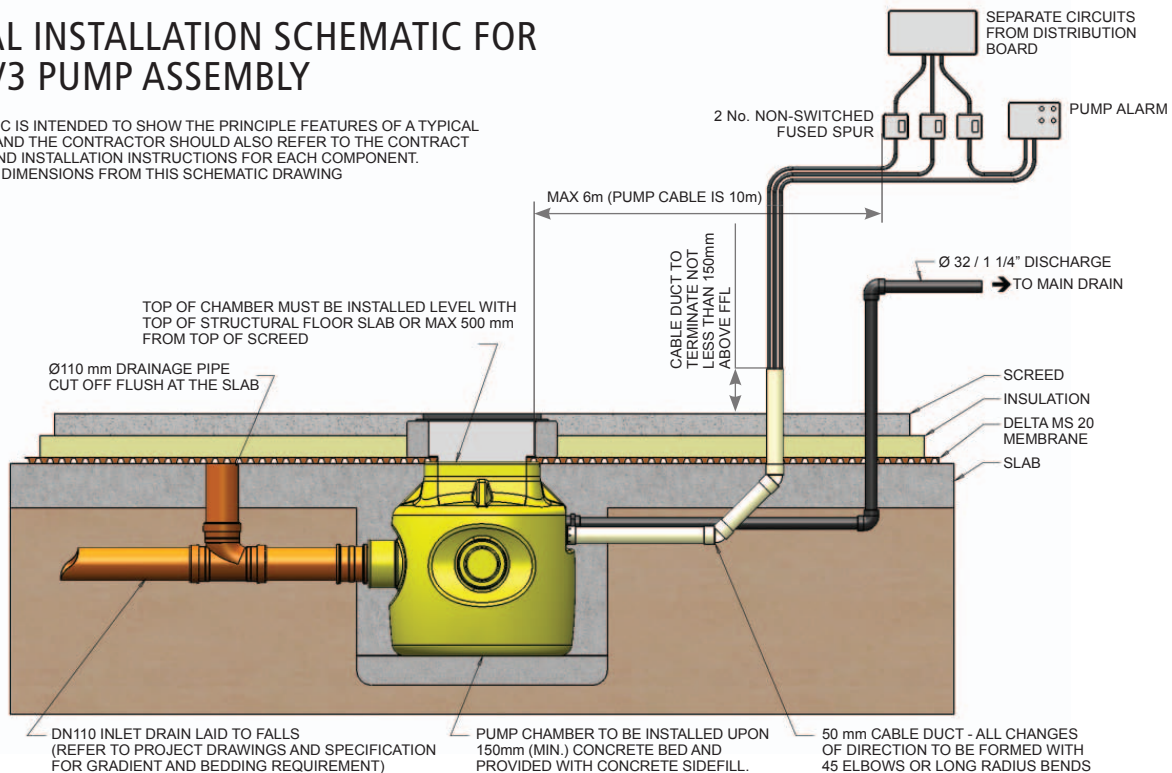 AL INSTALLATION SCHEMATIC FOR
/3 PUMP ASSEMBLY
C IS INTENDED TO SHOW THE PRINCIPLE FEATURES OF A TYPICAL
AND THE CONTRACTOR SHOULD ALSO REFER TO THE CONTRACT
ND INSTALLATION INSTRUCTIONS FOR EACH COMPONENT.
DIMENSIONS FROM THIS SCHEMATIC DRAWING
SEPARATE CIRCUITS
FROM DISTRIBUTION
BOARD
2 No. NON-SWITCHED
FUSED SPUR
PUMP ALARM
MAX 6m (PUMP CABLE IS 10m)
CABLE DUCT TO
TERMINATE NOT
LESS THAN 150mm
ABOVE FFL
Ø 32 / 1 1/4" DISCHARGE
TO MAIN DRAIN
TOP OF CHAMBER MUST BE INSTALLED LEVEL WITH
TOP OF STRUCTURAL FLOOR SLAB OR MAX 500 mm
FROM TOP OF SCREED
Ø110 mm DRAINAGE PIPE
CUT OFF FLUSH AT THE SLAB
SCREED
INSULATION
DELTA MS 20
MEMBRANE
SLAB
DN110 INLET DRAIN LAID TO FALLS
(REFER TO PROJECT DRAWINGS AND SPECIFICATION
FOR GRADIENT AND BEDDING REQUIREMENT)
PUMP CHAMBER TO BE INSTALLED UPON
150mm (MIN.) CONCRETE BED AND
PROVIDED WITH CONCRETE SIDEFILL.
50 mm CABLE DUCT - ALL CHANGES
OF DIRECTION TO BE FORMED WITH
45 ELBOWS OR LONG RADIUS BENDS